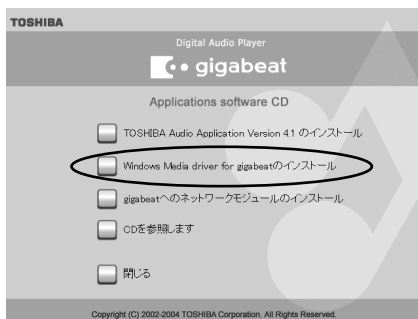 TOSHIBA
Digital Audio Player
gigabeat
Applications software CD
TOSHIBA Audio Application Version 4.1 のインストール
Windows Media driver for gigabeatのインストール
gigabeatへのネットワークモジュールのインストール
CDを参照します
閉じる
Copyright (C) 2002-2004 TOSHIBA Corporation. All Rights Reserved.